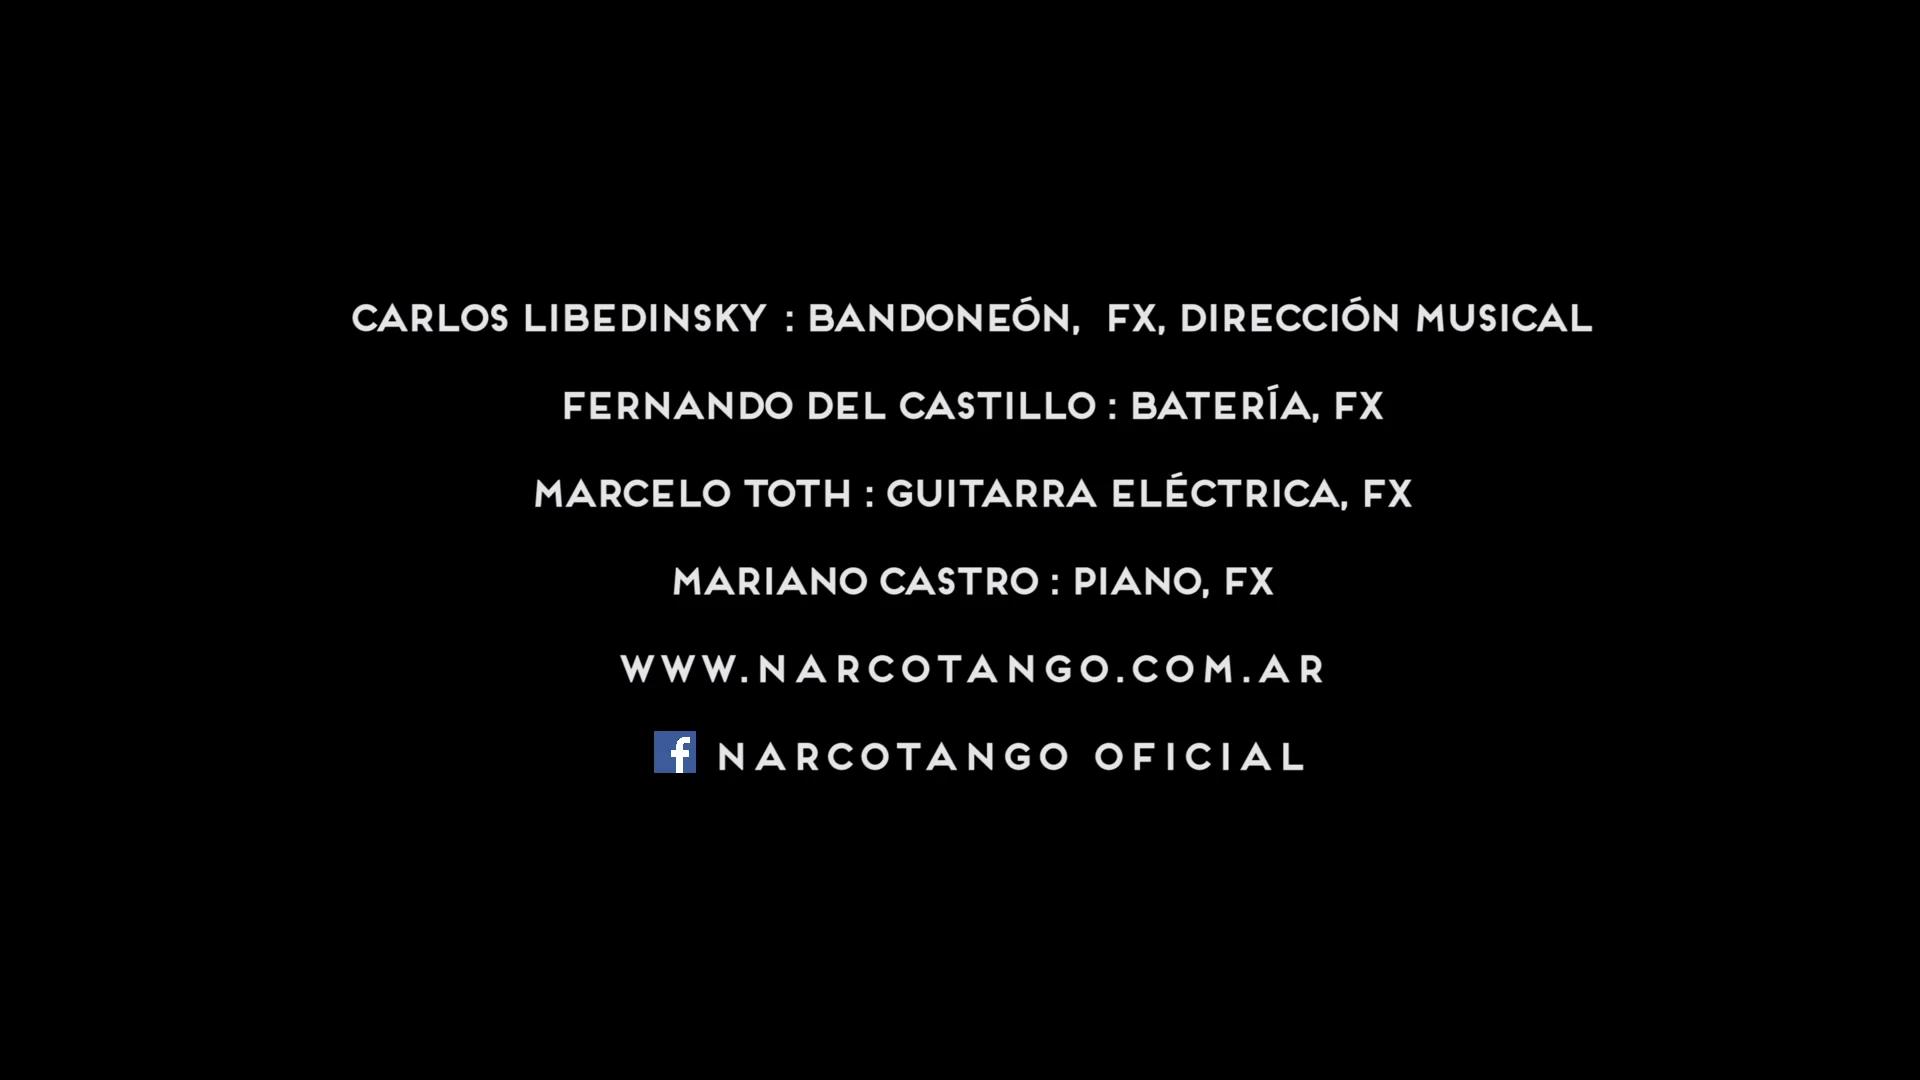 CARLOS LIBEDINSKY : BANDONEÓN, FX, DIRECCIÓN MUSICAL
FERNANDO DEL CASTILLO : BATERÍA, FX
MARCELO TOTH : GUITARRA ELÉCTRICA, FX
MARIANO CASTRO : PIANO, FX
WWW.NARCOTANGO.COM.AR
f NARCOTANGO OFICIAL